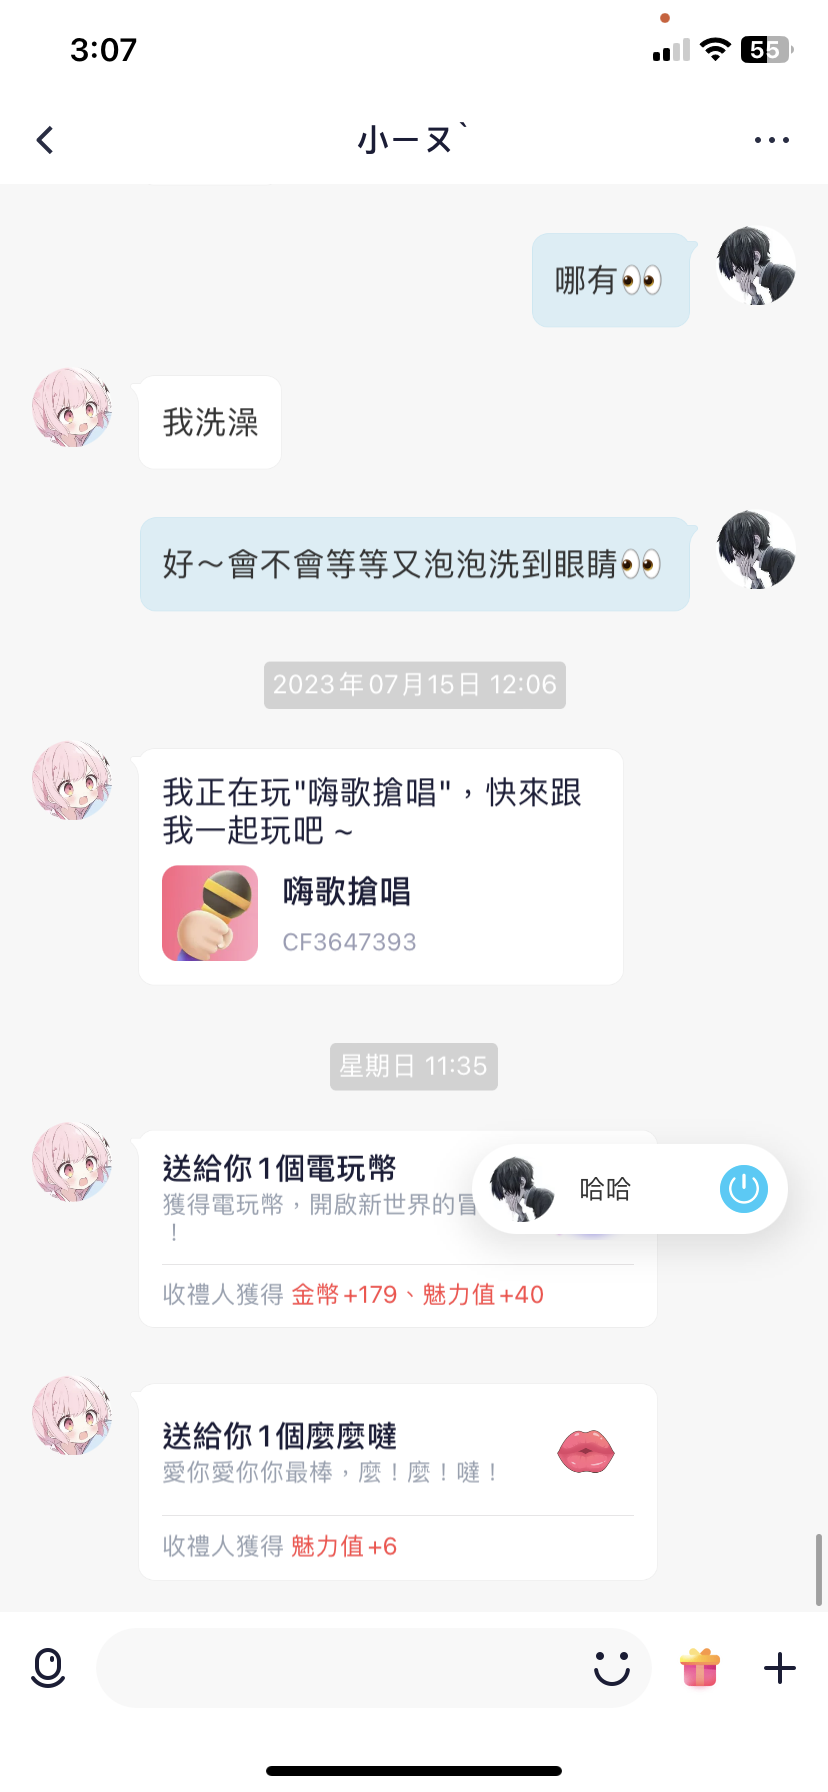 3:07
55
小ㄧㄡˋ
哪有👀
我洗澡
好～會不會等等又泡泡洗到眼睛👀
2023年07月15日 12:06
我正在玩"嗨歌搶唱"，快來跟
我一起玩吧 ~
嗨歌搶唱
CF3647393
星期日 11:35
送給你1個電玩幣
獲得電玩幣，開啟新世界的冒
！
哈哈
收禮人獲得 金幣+179、魅力值+40
送給你1個麼麼噠
愛你愛你你最棒，麼！麼！噠！
收禮人獲得 魅力值+6